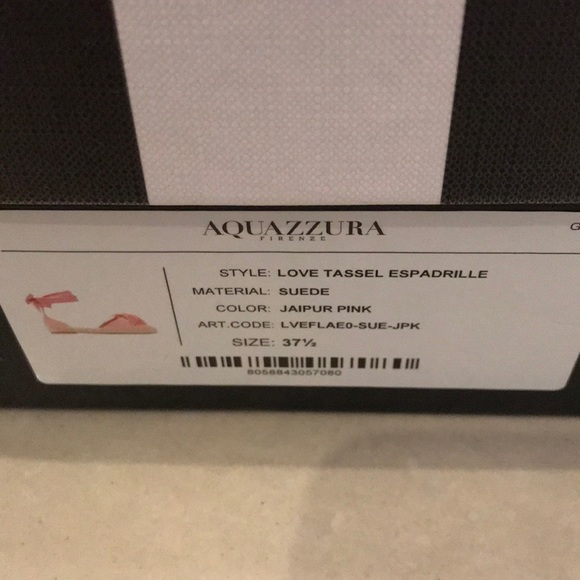 AQUAZZURA
FIRENZE
G
STYLE: LOVE TASSEL ESPADRILLE
MATERIAL: SUEDE
COLOR: JAIPUR PINK
ART.CODE: LVEFLAE0-SUE-JPK
SIZE: 37½
8058843057080